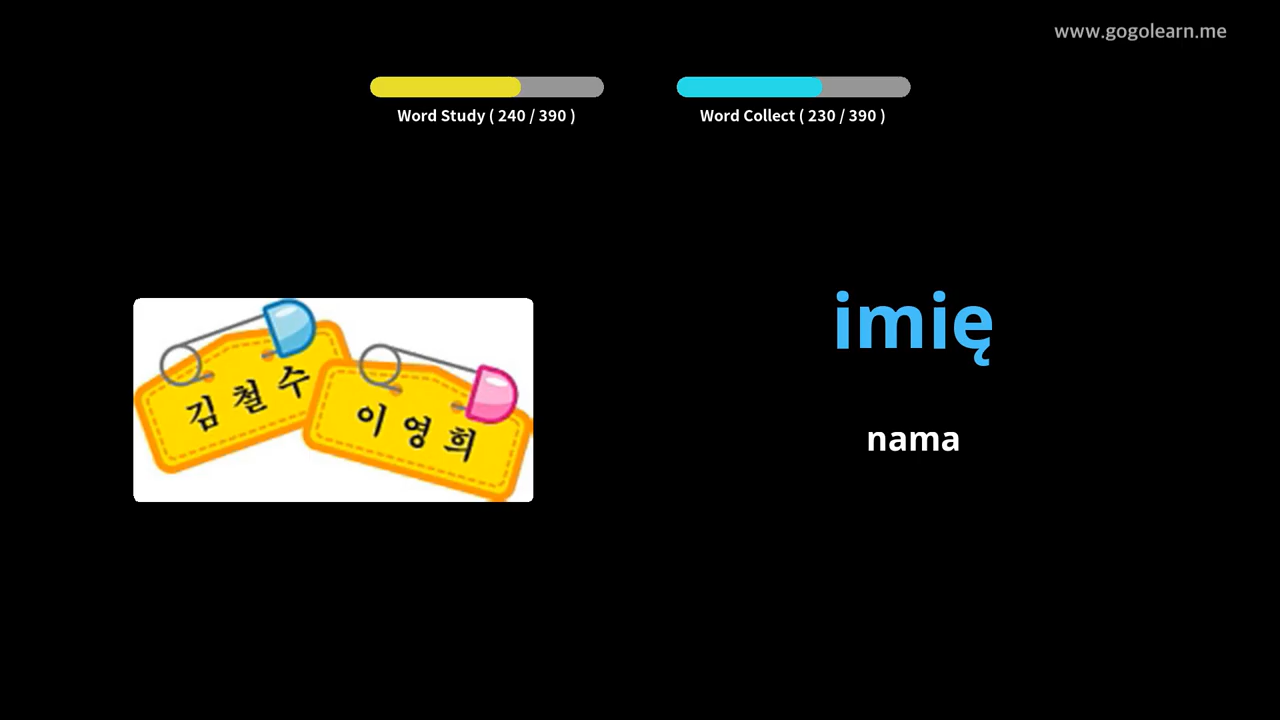 www.gogolearn.me
Word Study ( 240 / 390 )
Word Collect ( 230 / 390 )
김철수
이영희
imię
nama